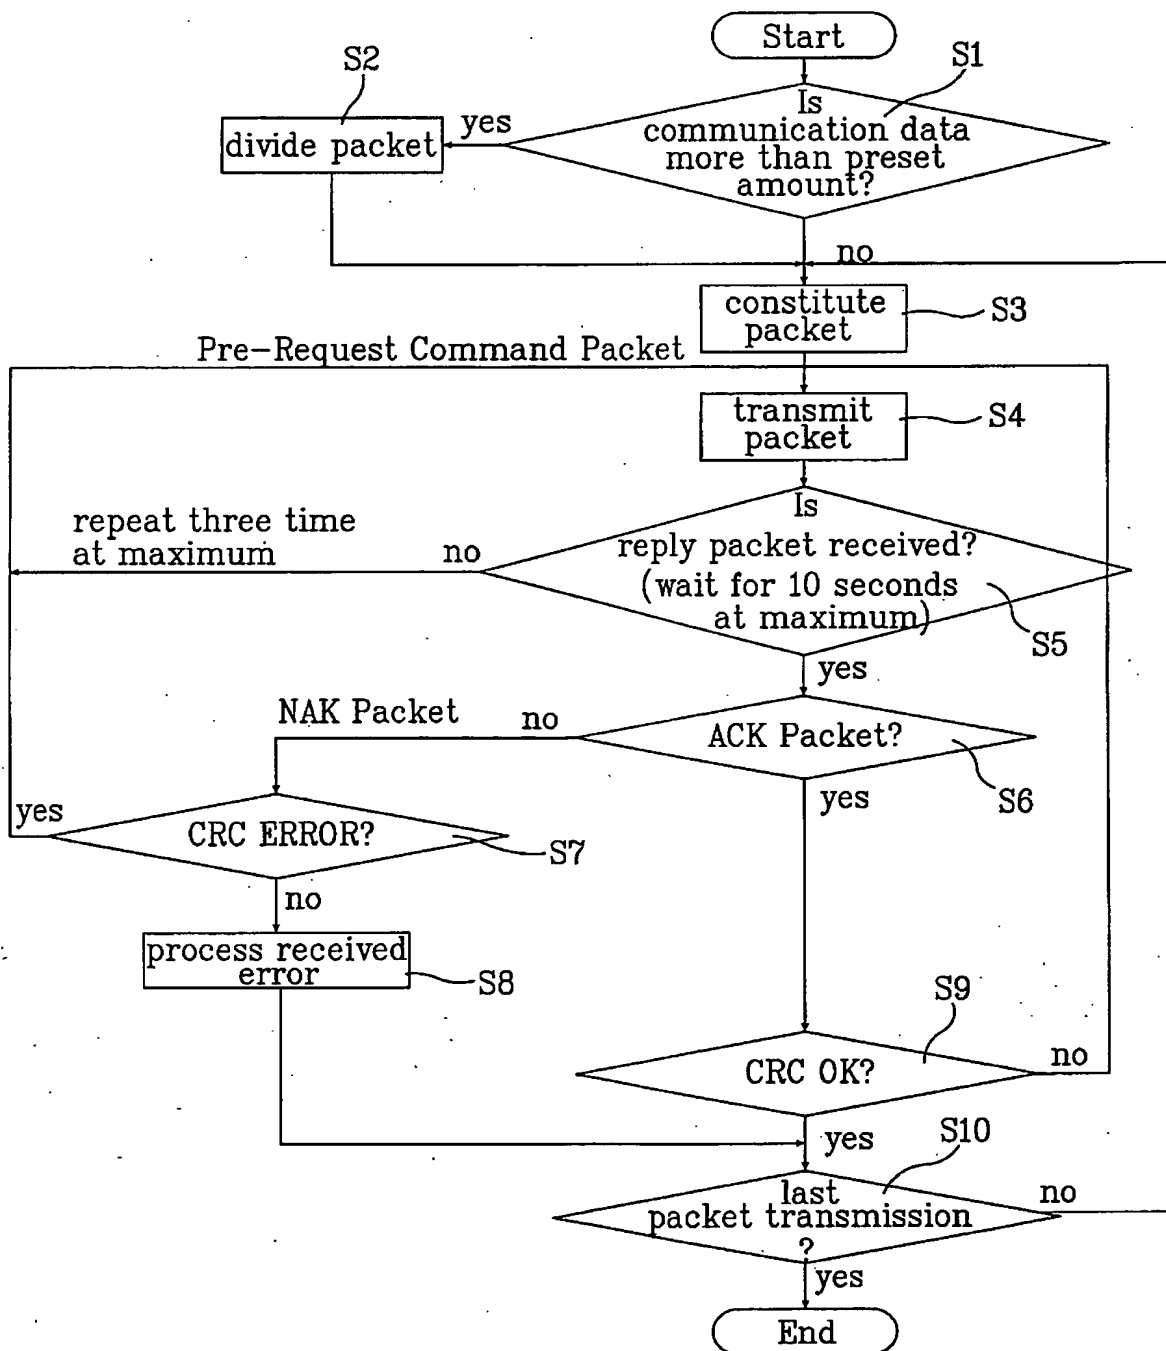 Start
S1
S2
Is
communication data
more than preset
amount?
yes
divide packet
no
constitute
packet
S3
Pre-Request Command Packet
transmit
packet
S4
Is
reply packet received?
(wait for 10 seconds
at maximum)
S5
repeat three time
at maximum
no
yes
NAK Packet
no
ACK Packet?
S6
yes
yes
CRC ERROR?
S7
no
process received
error
S8
S9
CRC OK?
no
yes
S10
last
packet transmission
?
no
yes
End